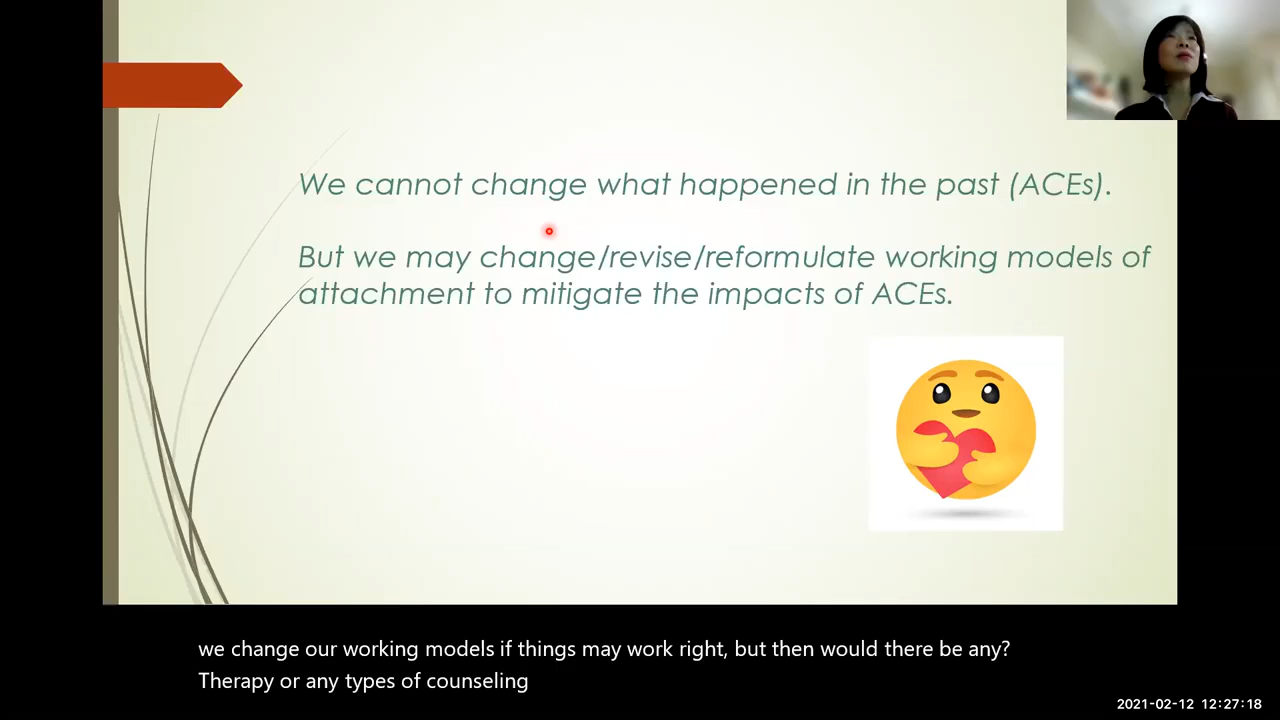 We cannot change what happened in the past (ACEs).
But we may change/revise/reformulate working models of
attachment to mitigate the impacts of ACEs.
we change our working models if things may work right, but then would there be any?
Therapy or any types of counseling
2021-02-12 12:27:18